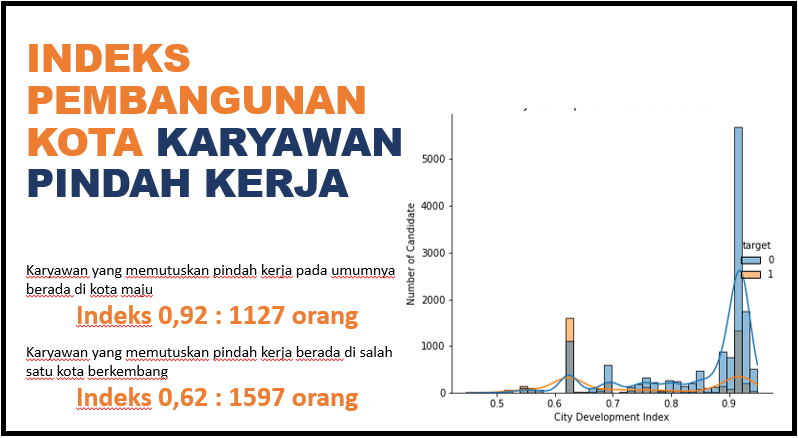 INDEKS
PEMBANGUNAN
KOTA KARYAWAN
PINDAH KERJA
Karyawan yang memutuskan pindah kerja pada umumnya
berada di kota maju
Indeks 0,92 : 1127 orang
Karyawan yang memutuskan pindah kerja berada di salah
satu kota berkembang
Indeks 0,62 : 1597 orang
Number of Candidate
5000
4000
3000
2000
1000
0
0.5
0.6
0.7
0.8
0.9
City Development Index
target
0
1